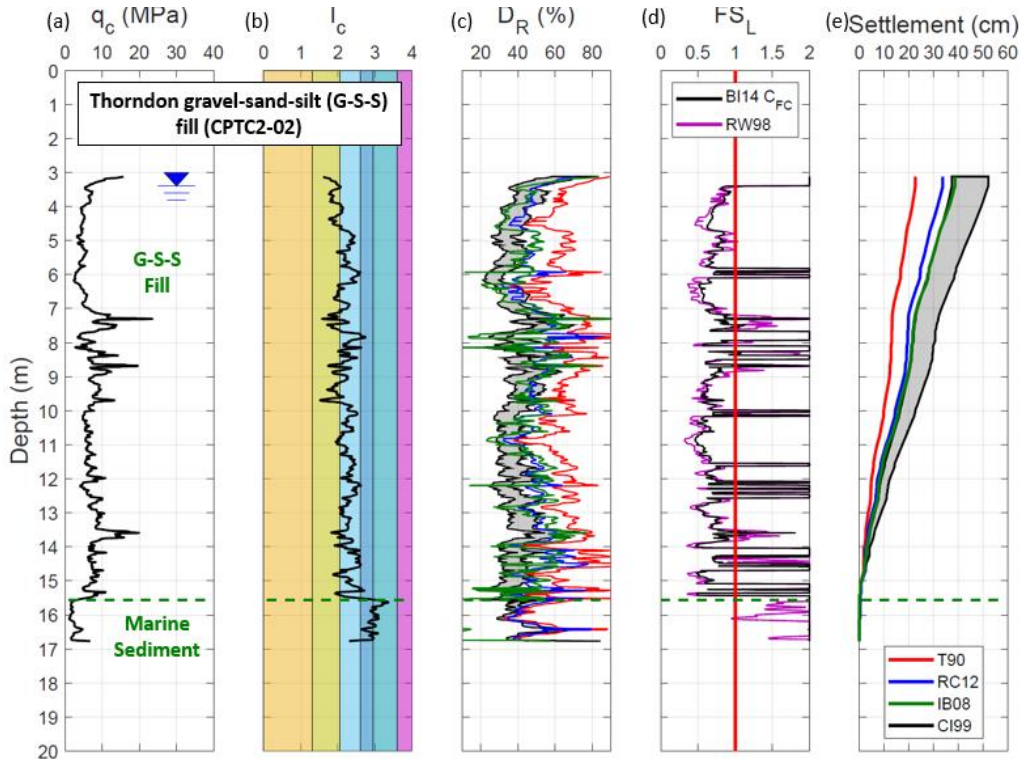 (a) q_c (MPa)
(b) I_c
(c) D_R (%)
(d) FS_L
(e) Settlement (cm)
0 10 20 30 40
0 1 2 3 4
20 40 60 80
0 0.5 1 1.5 2
0 10 20 30 40 50 60
Depth (m)
0
1
2
3
4
5
6
7
8
9
10
11
12
13
14
15
16
17
18
19
20
Thorndon gravel-sand-silt (G-S-S)
fill (CPTC2-02)
G-S-S
Fill
Marine
Sediment
BI14 C_FC
RW98
T90
RC12
IB08
CI99